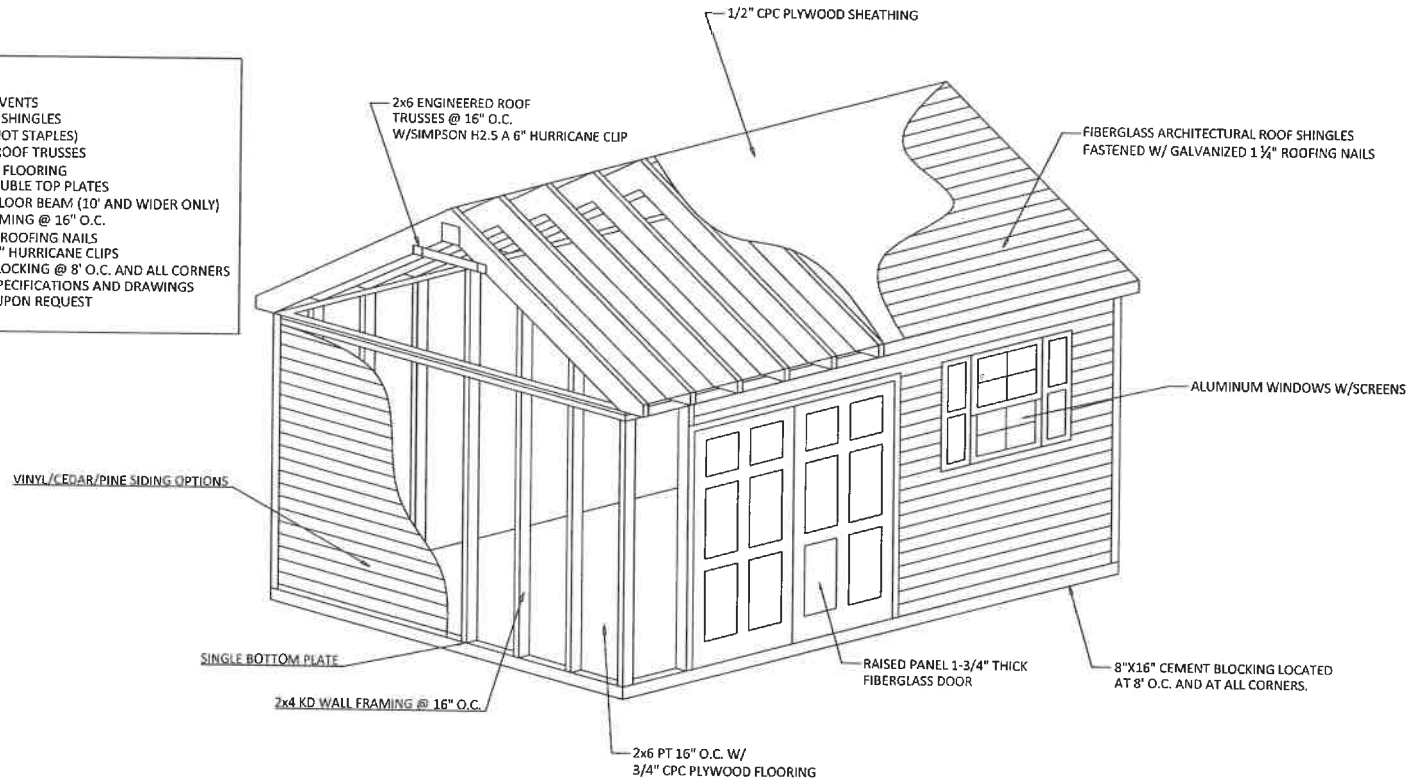 1/2" CPC PLYWOOD SHEATHING
VENTS
SHINGLES
OT STAPLES)
OOF TRUSSES
FLOORING
UBLE TOP PLATES
LOOR BEAM (10' AND WIDER ONLY)
MING @ 16" O.C.
ROOFING NAILS
" HURRICANE CLIPS
LOCKING @ 8' O.C. AND ALL CORNERS
PECIFICATIONS AND DRAWINGS
UPON REQUEST
2x6 ENGINEERED ROOF
TRUSSES @ 16" O.C.
W/SIMPSON H2.5 A 6" HURRICANE CLIP
FIBERGLASS ARCHITECTURAL ROOF SHINGLES
FASTENED W/ GALVANIZED 1 ¼" ROOFING NAILS
ALUMINUM WINDOWS W/SCREENS
VINYL/CEDAR/PINE SIDING OPTIONS
SINGLE BOTTOM PLATE
2x4 KD WALL FRAMING @ 16" O.C.
RAISED PANEL 1-3/4" THICK
FIBERGLASS DOOR
8"X16" CEMENT BLOCKING LOCATED
AT 8' O.C. AND AT ALL CORNERS.
2x6 PT 16" O.C. W/
3/4" CPC PLYWOOD FLOORING